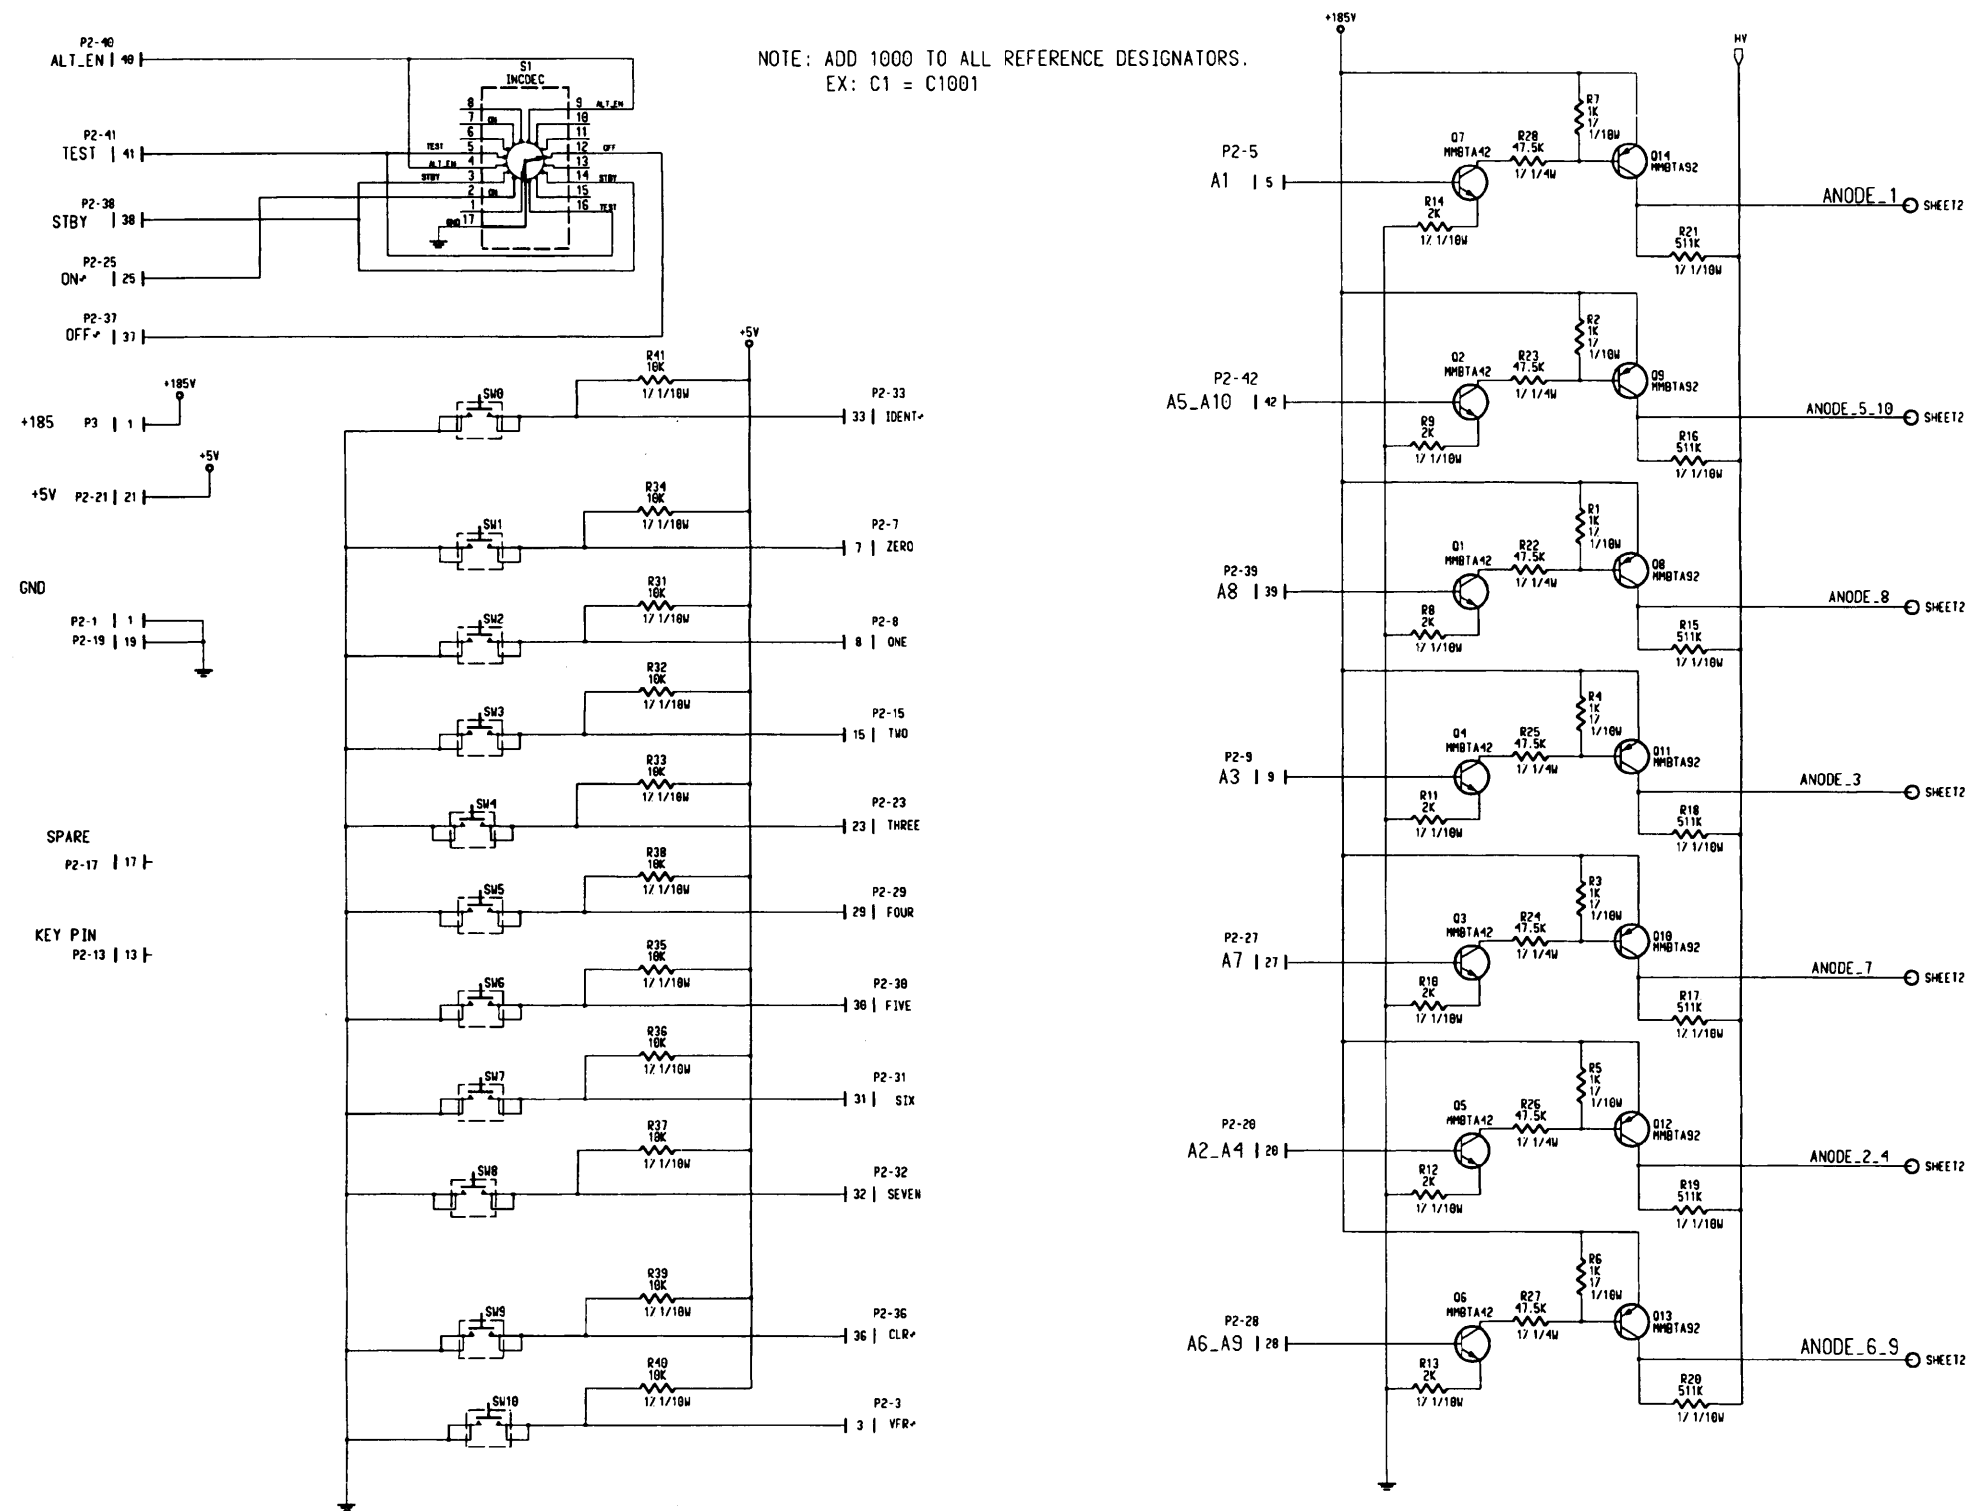 NOTE: ADD 1000 TO ALL REFERENCE DESIGNATORS.
EX: C1 = C1001
P2-40
ALT_EN 40
P2-41
TEST 41
P2-38
STBY 38
P2-25
ON* 25
P2-37
OFF* 37
S1
INCDEC
8
7 ON
6
TEST 5
ALT_EN 4
STBY 3
2 ON
1
GND 17
9 ALT_EN
10
11
12 OFF
13
14 STBY
15
16 TEST
+185V
+185 P3 1
+5V
+5V P2-21 21
GND
P2-1 1
P2-19 19
SPARE
P2-17 17
KEY PIN
P2-13 13
+5V
SW0
R41
10K
1% 1/10W
P2-33
33 IDENT*
SW1
R34
10K
1% 1/10W
P2-7
7 ZERO
SW2
R31
10K
1% 1/10W
P2-8
8 ONE
SW3
R32
10K
1% 1/10W
P2-15
15 TWO
SW4
R33
10K
1% 1/10W
P2-23
23 THREE
SW5
R38
10K
1% 1/10W
P2-29
29 FOUR
SW6
R35
10K
1% 1/10W
P2-30
30 FIVE
SW7
R36
10K
1% 1/10W
P2-31
31 SIX
SW8
R37
10K
1% 1/10W
P2-32
32 SEVEN
SW9
R39
10K
1% 1/10W
P2-36
36 CLR*
SW10
R40
10K
1% 1/10W
P2-3
3 VFR*
+185V
HV
P2-5
A1 5
Q7
MMBTA42
R28
47.5K
1% 1/4W
R7
1K
1%
1/10W
Q14
MMBTA92
R14
2K
1% 1/10W
ANODE_1 SHEET2
R21
511K
1% 1/10W
P2-42
A5_A10 42
Q2
MMBTA42
R23
47.5K
1% 1/4W
R2
1K
1%
1/10W
Q9
MMBTA92
R9
2K
1% 1/10W
ANODE_5_10 SHEET2
R16
511K
1% 1/10W
P2-39
A8 39
Q1
MMBTA42
R22
47.5K
1% 1/4W
R1
1K
1%
1/10W
Q8
MMBTA92
R8
2K
1% 1/10W
ANODE_8 SHEET2
R15
511K
1% 1/10W
P2-9
A3 9
Q4
MMBTA42
R25
47.5K
1% 1/4W
R4
1K
1%
1/10W
Q11
MMBTA92
R11
2K
1% 1/10W
ANODE_3 SHEET2
R18
511K
1% 1/10W
P2-27
A7 27
Q3
MMBTA42
R24
47.5K
1% 1/4W
R3
1K
1%
1/10W
Q10
MMBTA92
R10
2K
1% 1/10W
ANODE_7 SHEET2
R17
511K
1% 1/10W
P2-20
A2_A4 20
Q5
MMBTA42
R26
47.5K
1% 1/4W
R5
1K
1%
1/10W
Q12
MMBTA92
R12
2K
1% 1/10W
ANODE_2_4 SHEET2
R19
511K
1% 1/10W
P2-28
A6_A9 28
Q6
MMBTA42
R27
47.5K
1% 1/4W
R6
1K
1%
1/10W
Q13
MMBTA92
R13
2K
1% 1/10W
ANODE_6_9 SHEET2
R20
511K
1% 1/10W